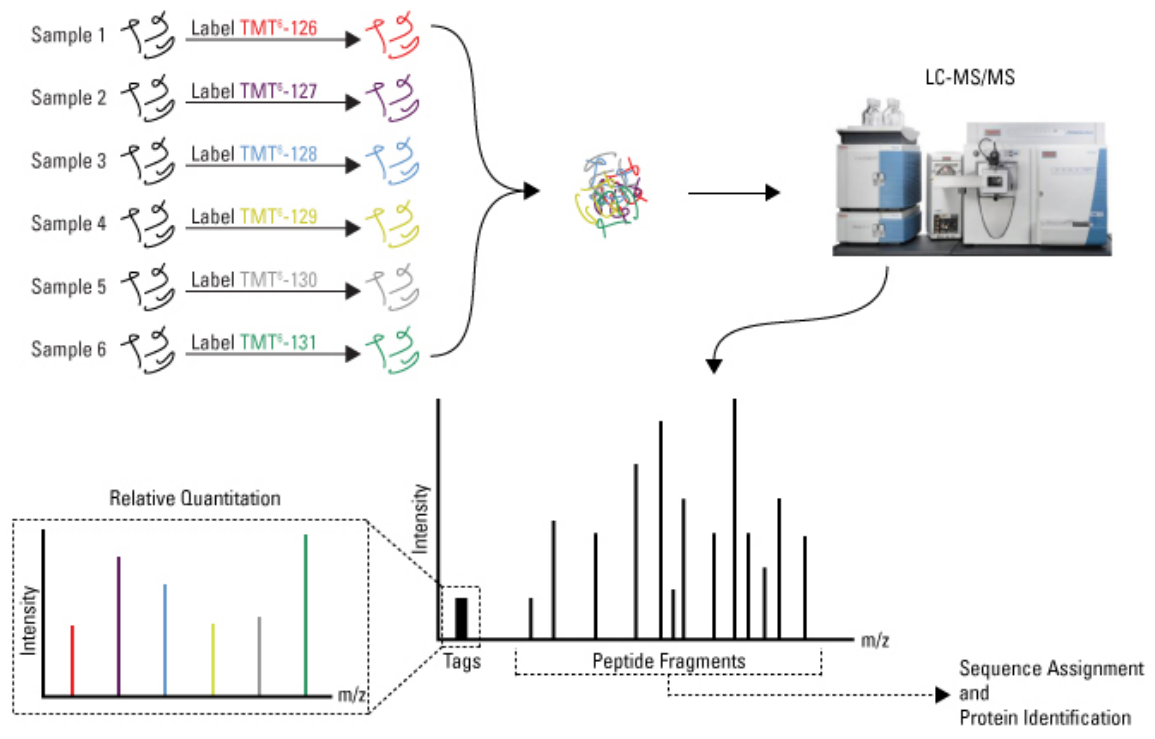 Sample 1
Label TMT⁶-126
Sample 2
Label TMT⁶-127
Sample 3
Label TMT⁶-128
Sample 4
Label TMT⁶-129
Sample 5
Label TMT⁶-130
Sample 6
Label TMT⁶-131
LC-MS/MS
Relative Quantitation
Intensity
m/z
Intensity
m/z
Tags
Peptide Fragments
Sequence Assignment
and
Protein Identification